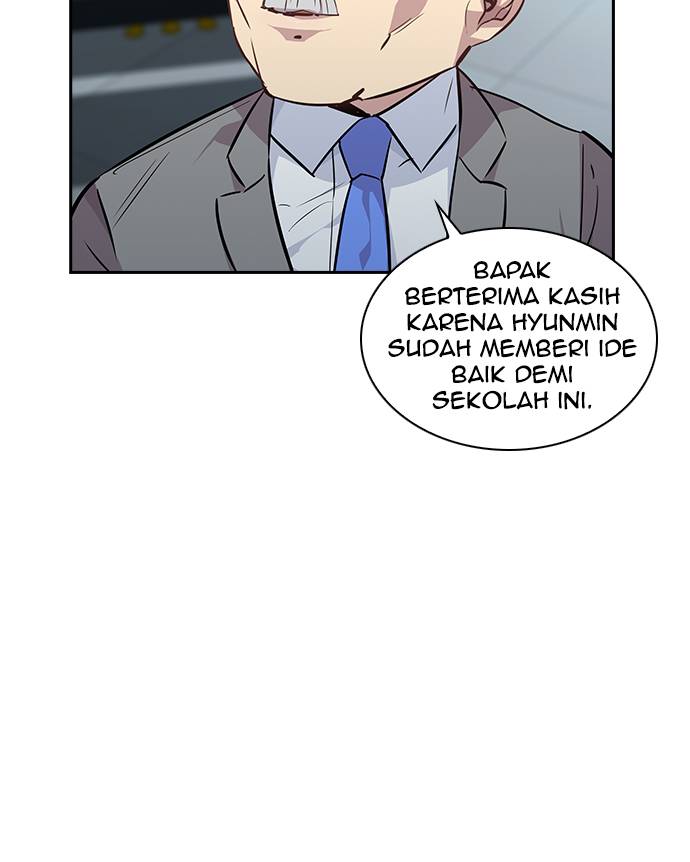 BAPAK
BERTERIMA KASIH
KARENA HYUNMIN
SUDAH MEMBERI IDE
BAIK DEMI
SEKOLAH INI.